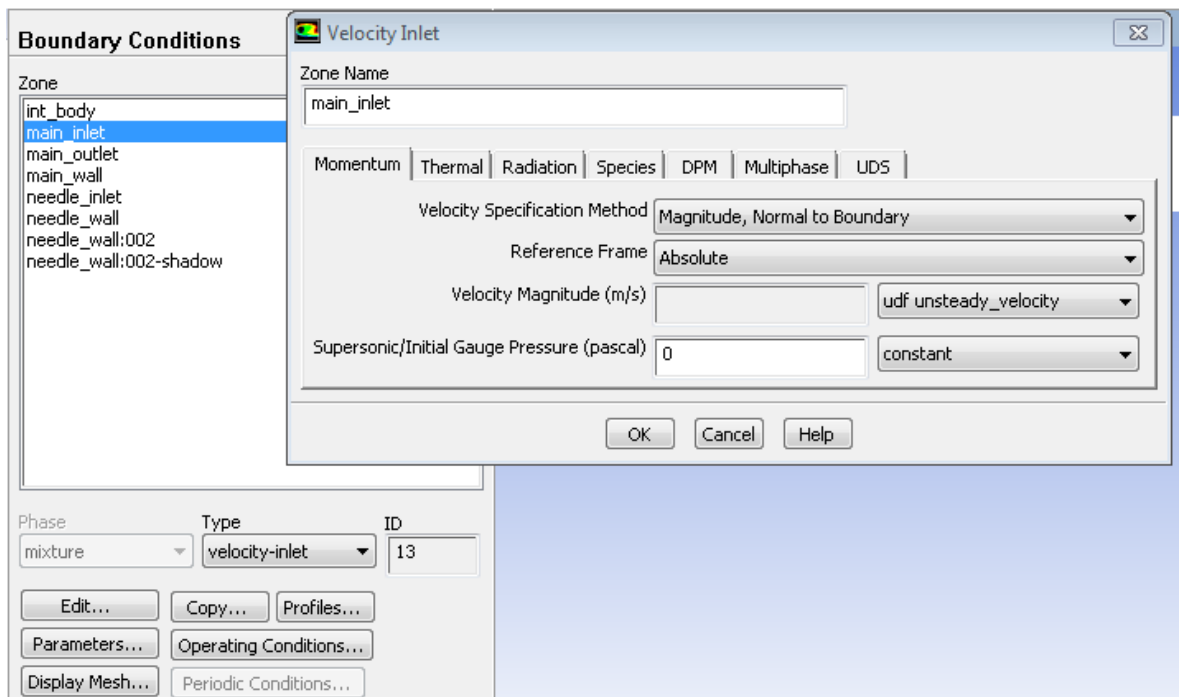 Boundary Conditions
Zone
int_body
main_inlet
main_outlet
main_wall
needle_inlet
needle_wall
needle_wall:002
needle_wall:002-shadow
Phase Type ID
mixture velocity-inlet 13
Edit... Copy... Profiles...
Parameters... Operating Conditions...
Display Mesh... Periodic Conditions...
Velocity Inlet
Zone Name
main_inlet
Momentum Thermal Radiation Species DPM Multiphase UDS
Velocity Specification Method Magnitude, Normal to Boundary
Reference Frame Absolute
Velocity Magnitude (m/s) udf unsteady_velocity
Supersonic/Initial Gauge Pressure (pascal) 0 constant
OK Cancel Help